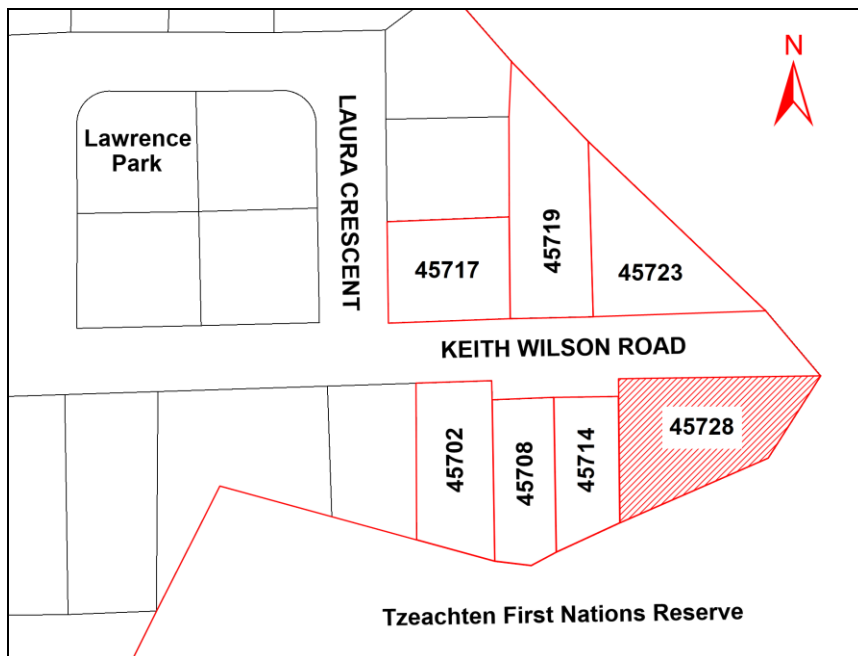 N
Lawrence
Park
LAURA CRESCENT
45719
45717
45723
KEITH WILSON ROAD
45702
45708
45714
45728
Tzeachten First Nations Reserve